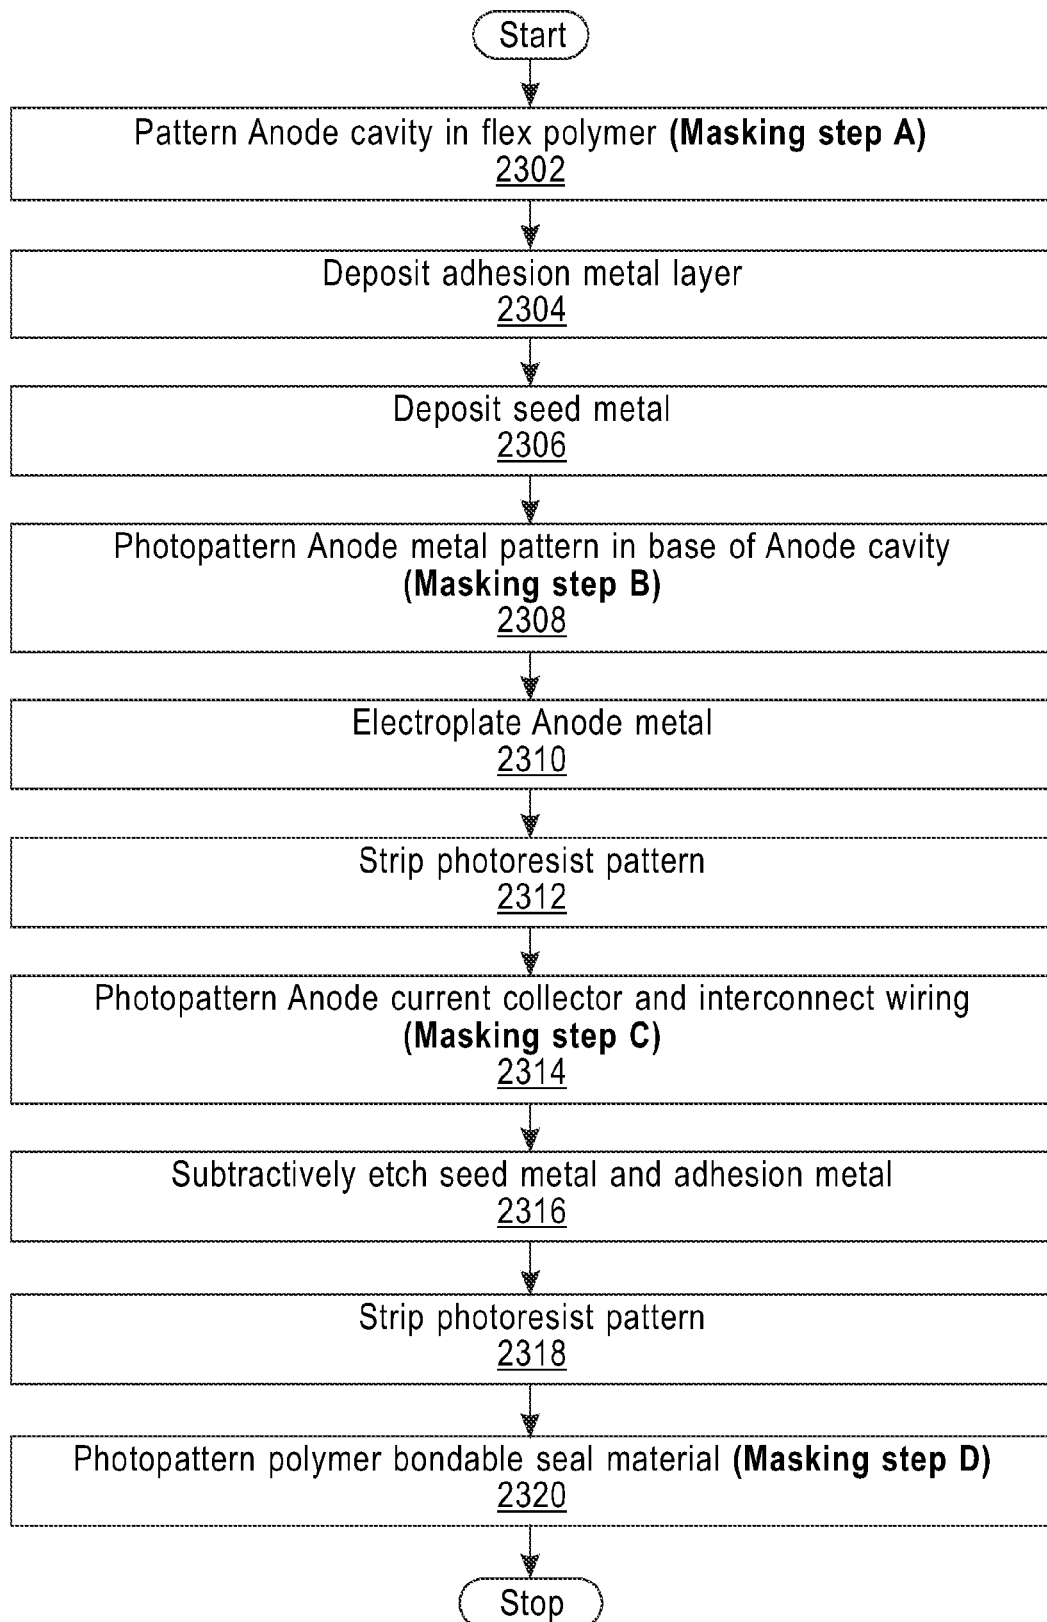 Start
Pattern Anode cavity in flex polymer (Masking step A)
2302
Deposit adhesion metal layer
2304
Deposit seed metal
2306
Photopattern Anode metal pattern in base of Anode cavity
(Masking step B)
2308
Electroplate Anode metal
2310
Strip photoresist pattern
2312
Photopattern Anode current collector and interconnect wiring
(Masking step C)
2314
Subtractively etch seed metal and adhesion metal
2316
Strip photoresist pattern
2318
Photopattern polymer bondable seal material (Masking step D)
2320
Stop